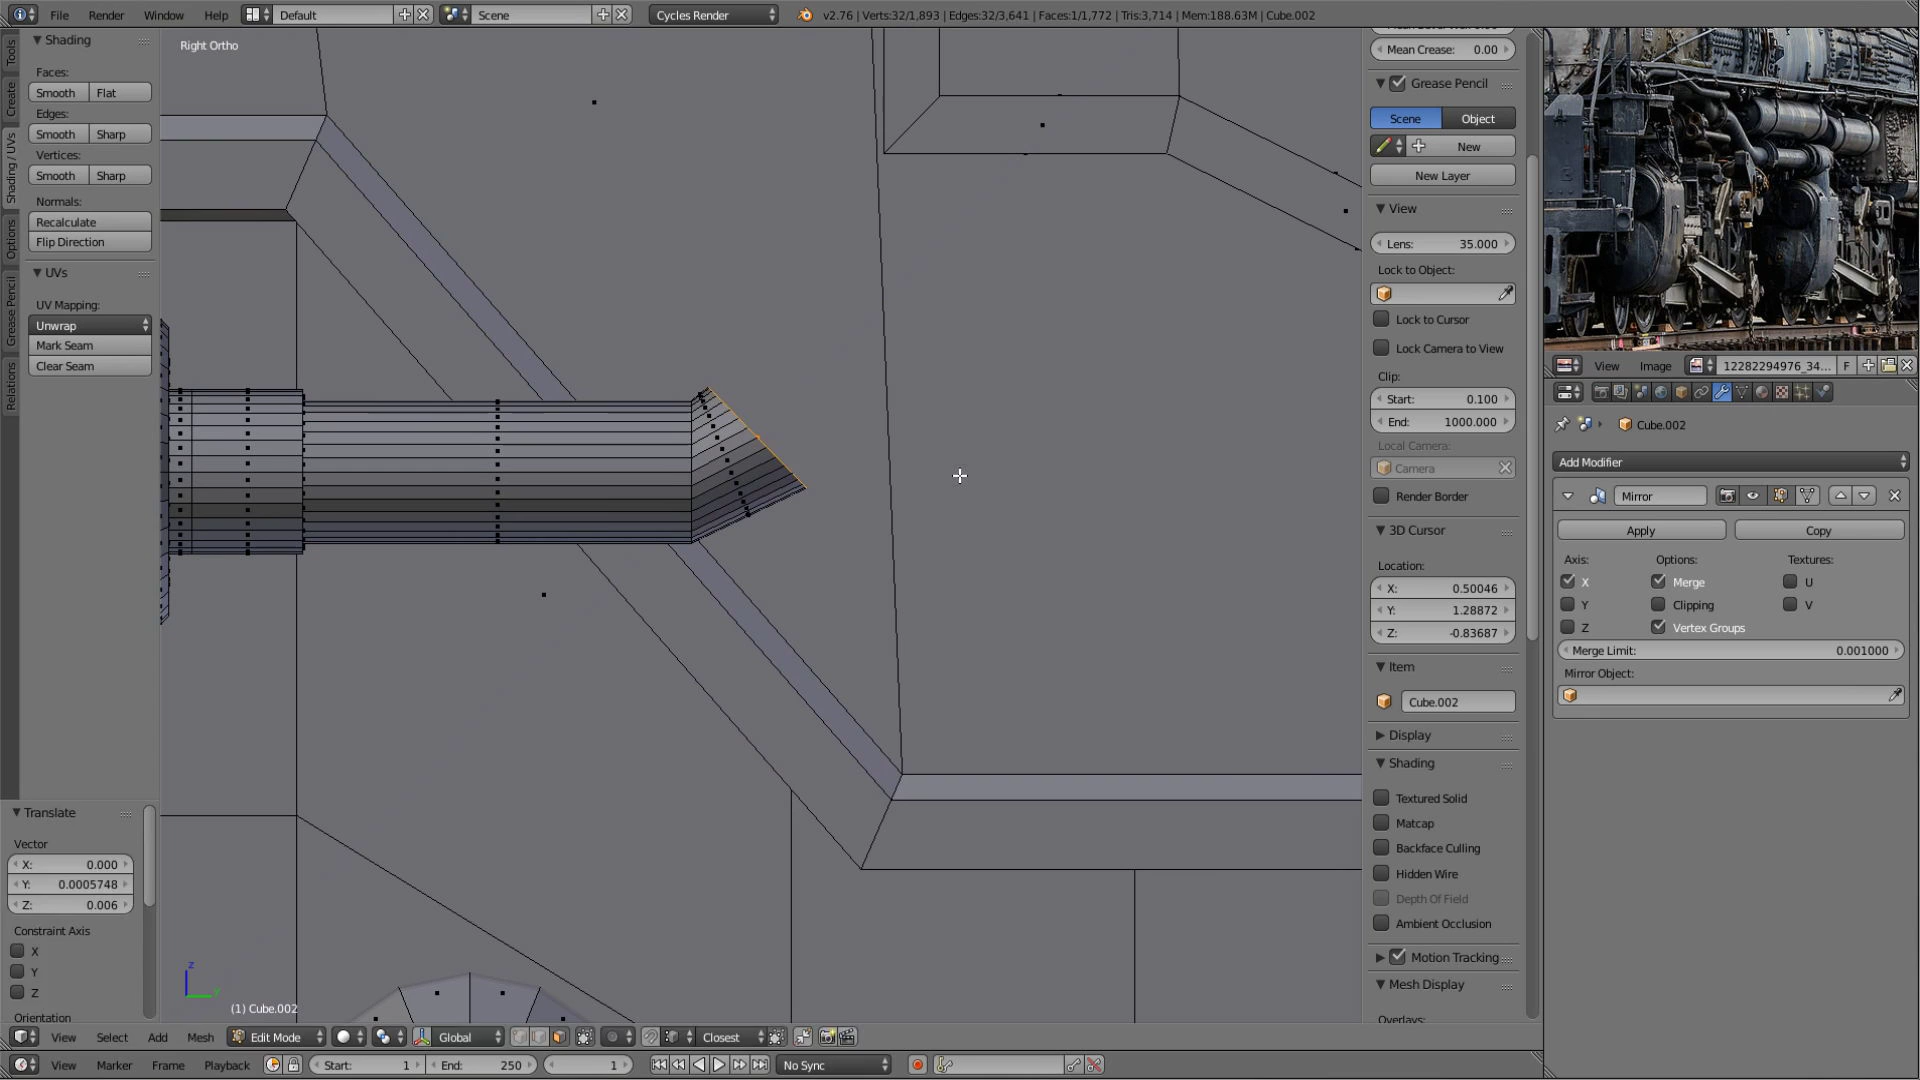 File Render Window Help Default Scene Cycles Render v2.76 | Verts:32/1,893 | Edges:32/3,641 | Faces:1/1,772 | Tris:3,714 | Mem:188.63M | Cube.002
Shading
Faces:
Smooth Flat
Edges:
Smooth Sharp
Vertices:
Smooth Sharp
Normals:
Recalculate
Flip Direction
UVs
UV Mapping:
Unwrap
Mark Seam
Clear Seam
Tools
Create
Shading / UVs
Options
Grease Pencil
Relations
Translate
Vector
X: 0.000
Y: 0.0005748
Z: 0.006
Constraint Axis
X
Y
Z
Orientation
Right Ortho
z
y
(1) Cube.002
Mean Crease: 0.00
Grease Pencil
Scene Object
New
New Layer
View
Lens: 35.000
Lock to Object:
Lock to Cursor
Lock Camera to View
Clip:
Start: 0.100
End: 1000.000
Local Camera:
Camera
Render Border
3D Cursor
Location:
X: 0.50046
Y: 1.28872
Z: -0.83687
Item
Cube.002
Display
Shading
Textured Solid
Matcap
Backface Culling
Hidden Wire
Depth Of Field
Ambient Occlusion
Motion Tracking
Mesh Display
Overlays:
View Image 12282294976_34... F
Cube.002
Add Modifier
Mirror
Apply Copy
Axis: Options: Textures:
X Merge U
Y Clipping V
Z Vertex Groups
Merge Limit: 0.001000
Mirror Object:
View Select Add Mesh Edit Mode Global Closest
View Marker Frame Playback Start: 1 End: 250 1 No Sync